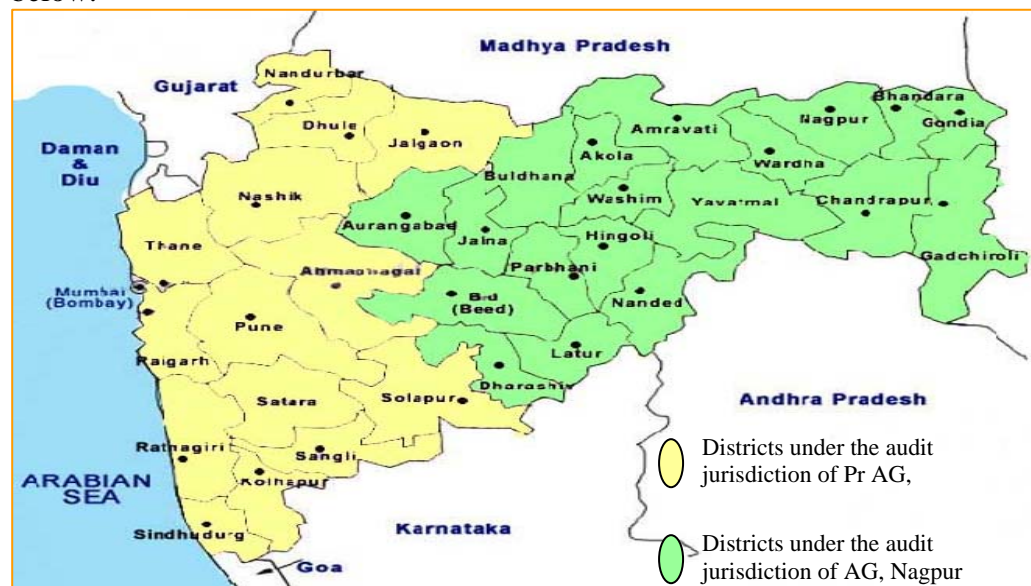 Madhya Pradesh
Gujarat
Nandurbar
Dhule
Jalgaon
Daman
&
Diu
Nashik
Thane
Mumbai
(Bombay)
Ahmadnagar
Pune
Raigarh
Satara
Solapur
Ratnagiri
Sangli
Kolhapur
Sindhudurg
ARABIAN
SEA
Goa
Karnataka
Amravati
Nagpur
Bhandara
Gondia
Akola
Wardha
Buldhana
Washim
Yavatmal
Chandrapur
Aurangabad
Jalna
Hingoli
Gadchiroli
Parbhani
Nanded
(Beed)
Latur
Andhra Pradesh
Districts under the audit
jurisdiction of Pr AG,
Districts under the audit
jurisdiction of AG, Nagpur